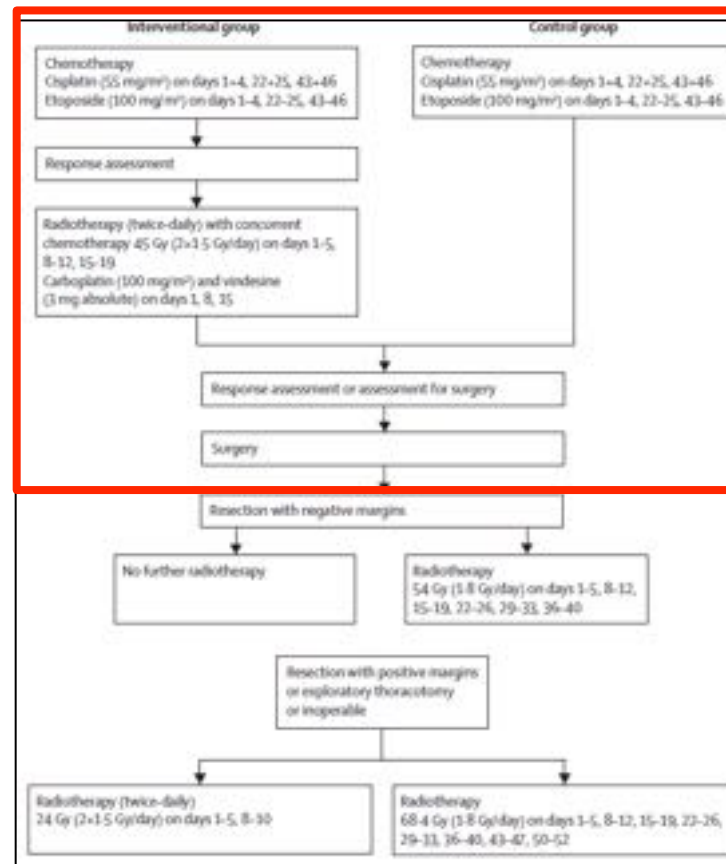 Interventional group
Control group
Chemotherapy
Cisplatin (55 mg/m²) on days 1+4, 22+25, 43+46
Etoposide (100 mg/m²) on days 1–4, 22–25, 43–46
Chemotherapy
Cisplatin (55 mg/m²) on days 1+4, 22+25, 43+46
Etoposide (100 mg/m²) on days 1–4, 22–25, 43–46
Response assessment
Radiotherapy (twice-daily) with concurrent
chemotherapy 45 Gy (2×1·5 Gy/day) on days 1–5,
8–12, 15–19
Carboplatin (100 mg/m²) and vindesine
(3 mg absolute) on days 1, 8, 15
Response assessment or assessment for surgery
Surgery
Resection with negative margins
No further radiotherapy
Radiotherapy
54 Gy (1·8 Gy/day) on days 1–5, 8–12,
15–19, 22–26, 29–33, 36–40
Resection with positive margins
or exploratory thoracotomy
or inoperable
Radiotherapy (twice-daily)
24 Gy (2×1·5 Gy/day) on days 1–5, 8–10
Radiotherapy
68·4 Gy (1·8 Gy/day) on days 1–5, 8–12, 15–19, 22–26,
29–33, 36–40, 43–47, 50–52